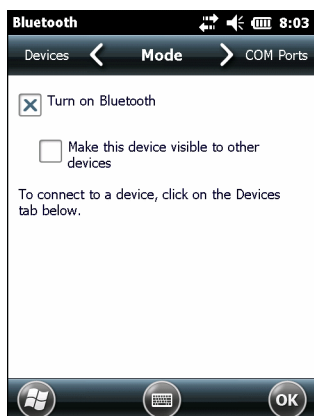 Bluetooth 8:03
Devices Mode COM Ports
Turn on Bluetooth
Make this device visible to other
devices
To connect to a device, click on the Devices
tab below.
OK